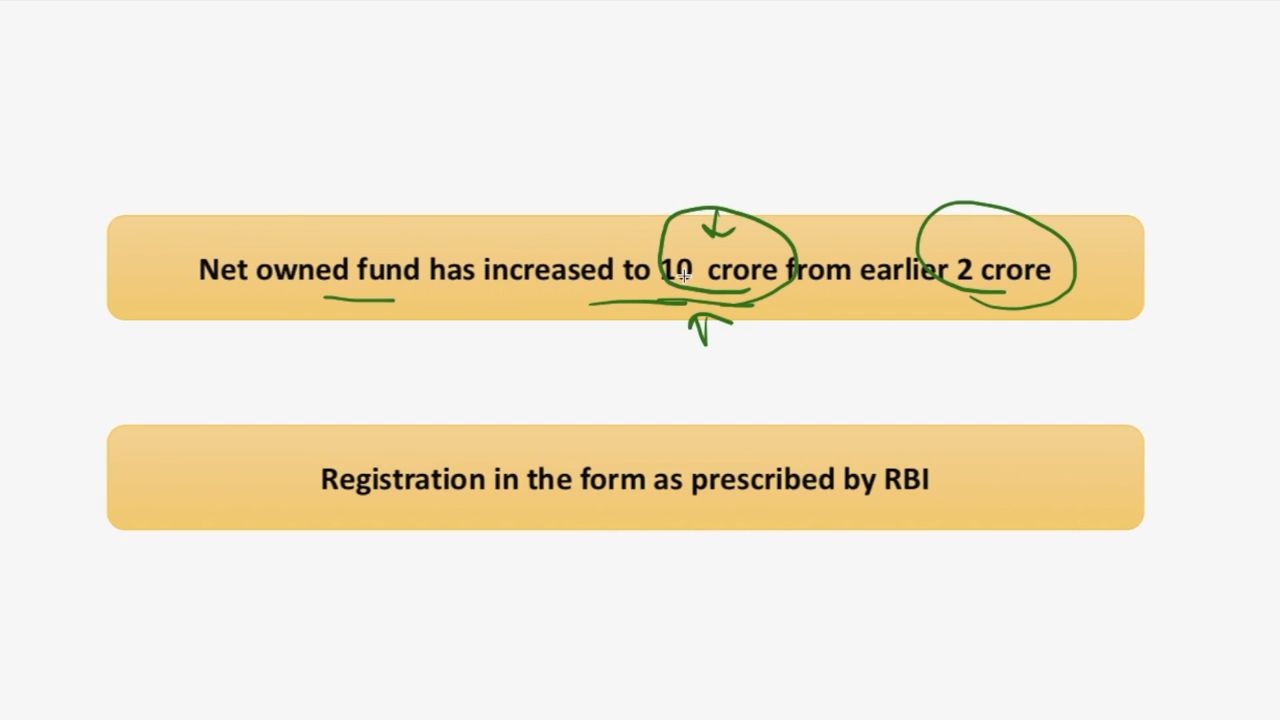 Net owned fund has increased to 10 crore from earlier 2 crore
Registration in the form as prescribed by RBI